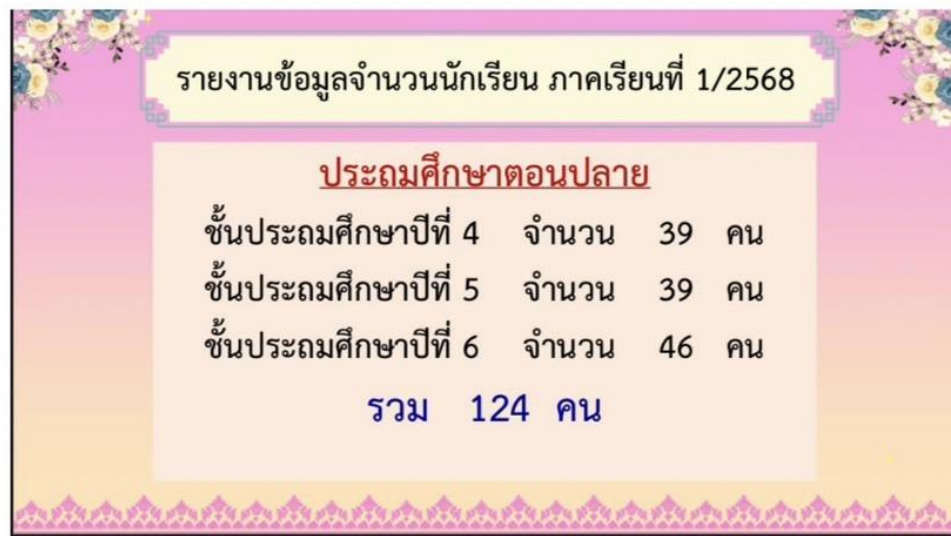 รายงานข้อมูลจำนวนนักเรียน ภาคเรียนที่ 1/2568
ประถมศึกษาตอนปลาย
ชั้นประถมศึกษาปีที่ 4 จำนวน 39 คน
ชั้นประถมศึกษาปีที่ 5 จำนวน 39 คน
ชั้นประถมศึกษาปีที่ 6 จำนวน 46 คน
รวม 124 คน